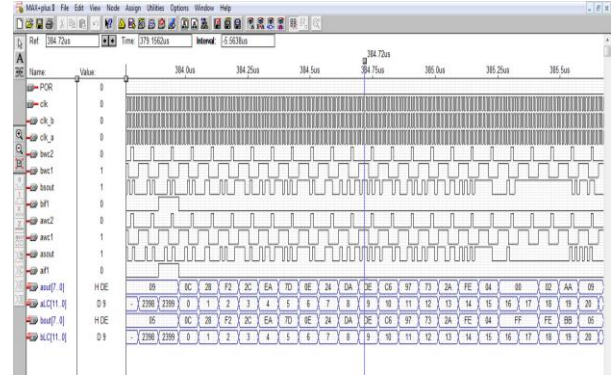 MAX+plus II File Edit View Node Assign Utilities Options Window Help
Ref: 384.72us Time: 379.1562us Interval: -5.5638us
384.72us
Name: Value: 384.0us 384.25us 384.5us 384.75us 385.0us 385.25us 385.5us
POR 0
clk 0
clk_b 0
clk_a 0
bwc2 0
bwc1 1
bsout 1
bif1 0
awc2 0
awc1 1
asout 1
aif1 0
aout[7..0] H DE 09 0C 28 F2 2C EA 7D 0E 24 DA DE C6 97 73 2A FE 04 00 02 AA 09
aLC[11..0] D 9 - 2398 2399 0 1 2 3 4 5 6 7 8 9 10 11 12 13 14 15 16 17 18 19 20
bout[7..0] H DE 05 0C 28 F2 2C EA 7D 0E 24 DA DE C6 97 73 2A FE 04 FF FE BB 05
bLC[11..0] D 9 - 2398 2399 0 1 2 3 4 5 6 7 8 9 10 11 12 13 14 15 16 17 18 19 20